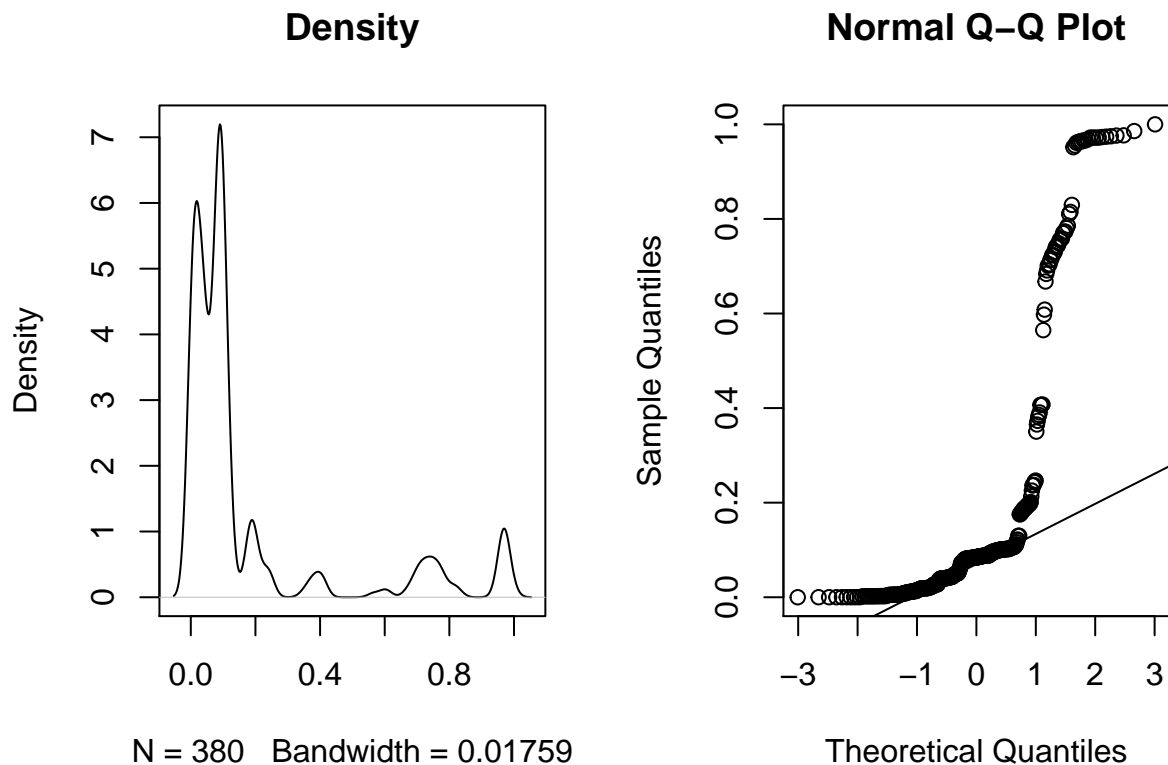 Density
Density
0 1 2 3 4 5 6 7
0.0 0.4 0.8
N = 380 Bandwidth = 0.01759
Normal Q−Q Plot
Sample Quantiles
0.0 0.2 0.4 0.6 0.8 1.0
−3 −1 0 1 2 3
Theoretical Quantiles